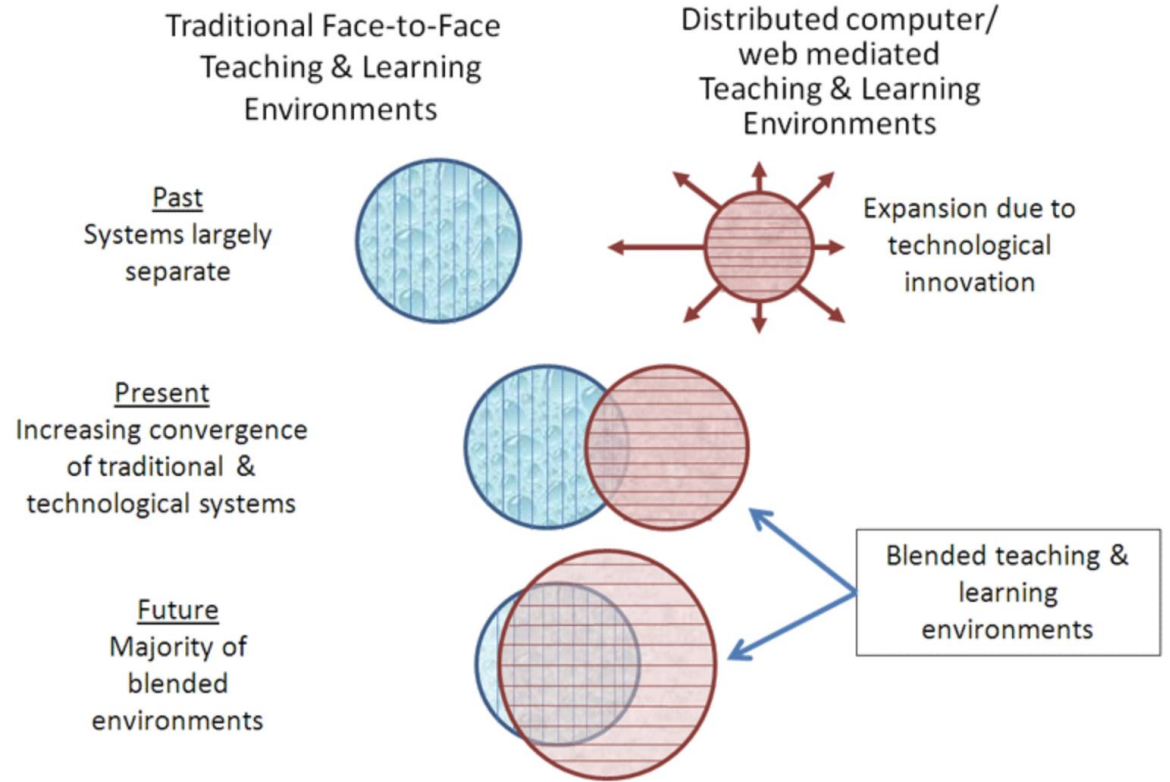 Traditional Face-to-Face
Teaching & Learning
Environments
Distributed computer/
web mediated
Teaching & Learning
Environments
Past
Systems largely
separate
Expansion due to
technological
innovation
Present
Increasing convergence
of traditional &
technological systems
Blended teaching &
learning
environments
Future
Majority of
blended
environments